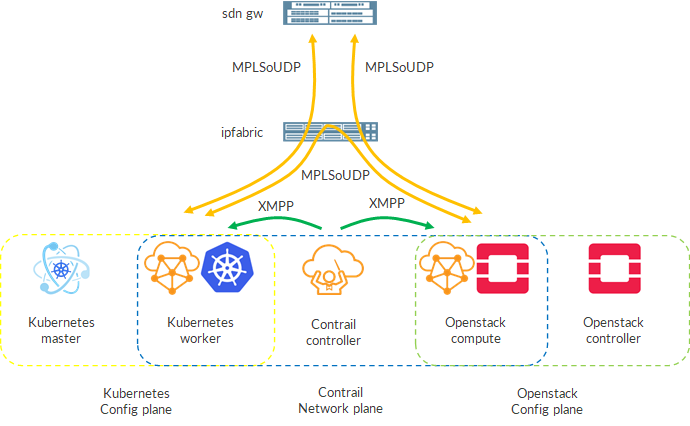 sdn gw
MPLSoUDP
MPLSoUDP
ipfabric
MPLSoUDP
XMPP
XMPP
Kubernetes
master
Kubernetes
worker
Contrail
controller
Openstack
compute
Openstack
controller
Kubernetes
Config plane
Contrail
Network plane
Openstack
Config plane